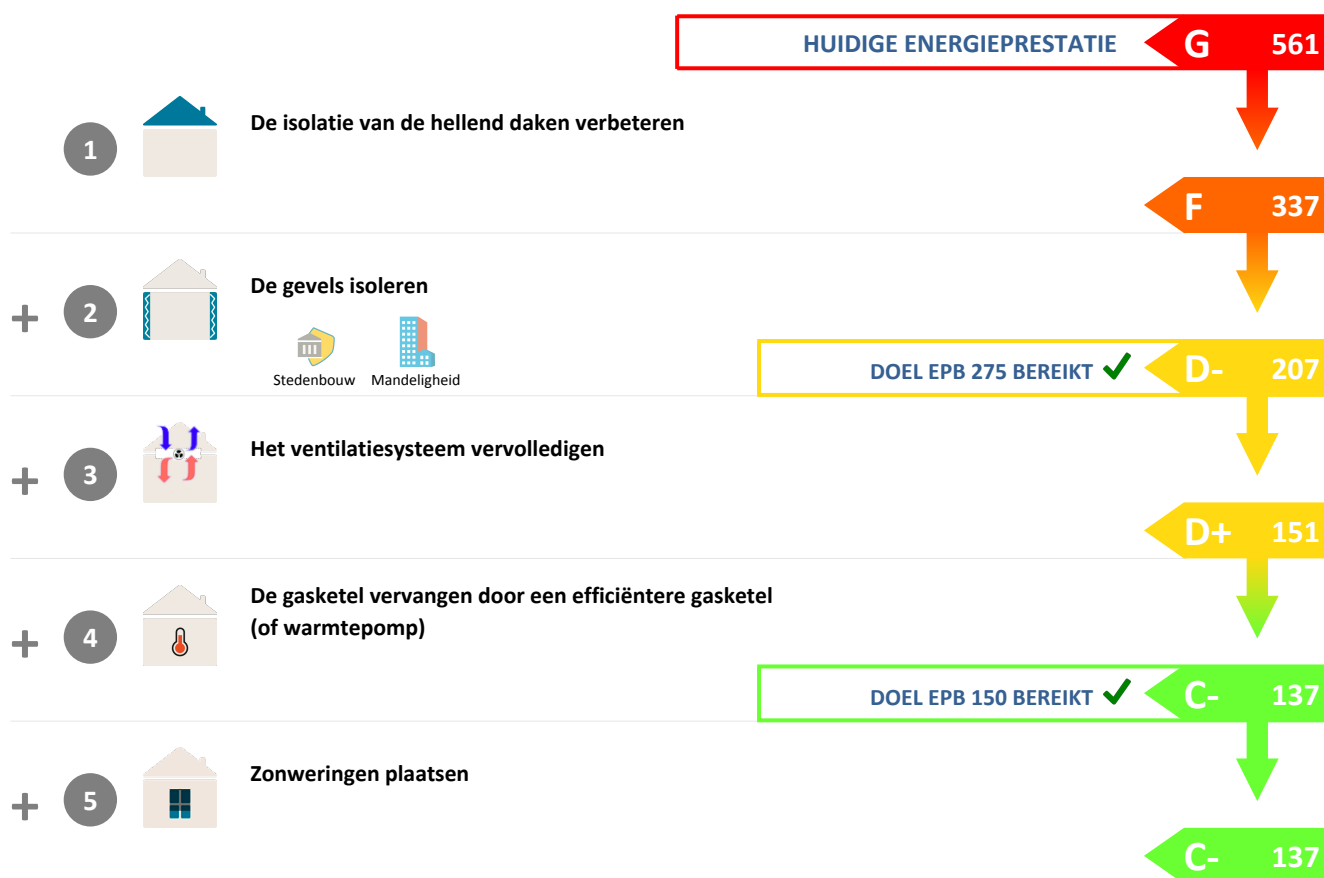 HUIDIGE ENERGIEPRESTATIE G 561
1 De isolatie van de hellend daken verbeteren
F 337
+ 2 De gevels isoleren
Stedenbouw Mandeligheid
DOEL EPB 275 BEREIKT ✔ D- 207
+ 3 Het ventilatiesysteem vervolledigen
D+ 151
+ 4 De gasketel vervangen door een efficiëntere gasketel
(of warmtepomp)
DOEL EPB 150 BEREIKT ✔ C- 137
+ 5 Zonweringen plaatsen
C- 137